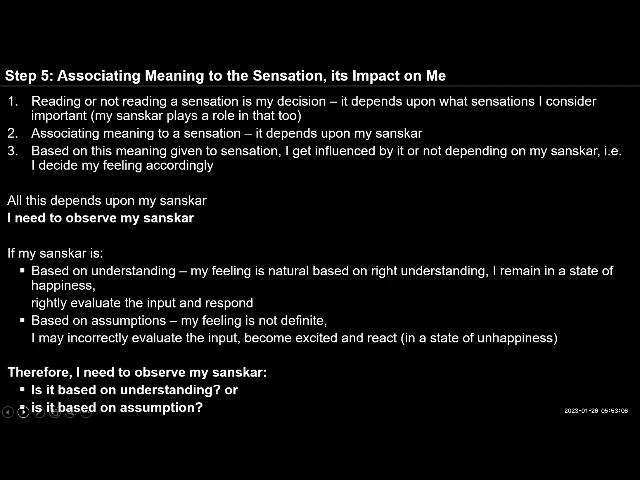 Step 5: Associating Meaning to the Sensation, its Impact on Me
1. Reading or not reading a sensation is my decision – it depends upon what sensations I consider
important (my sanskar plays a role in that too)
2. Associating meaning to a sensation – it depends upon my sanskar
3. Based on this meaning given to sensation, I get influenced by it or not depending on my sanskar, i.e.
I decide my feeling accordingly
All this depends upon my sanskar
I need to observe my sanskar
If my sanskar is:
▪ Based on understanding – my feeling is natural based on right understanding, I remain in a state of
happiness,
rightly evaluate the input and respond
▪ Based on assumptions – my feeling is not definite,
I may incorrectly evaluate the input, become excited and react (in a state of unhappiness)
Therefore, I need to observe my sanskar:
▪ Is it based on understanding? or
▪ is it based on assumption?
2023-01-26 05:53:06